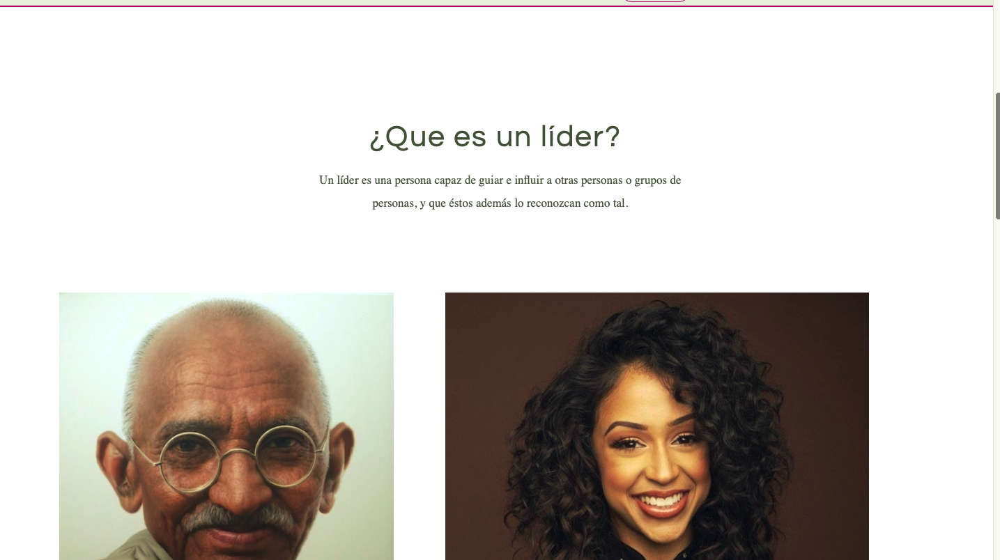 ¿Que es un líder?
Un líder es una persona capaz de guiar e influir a otras personas o grupos de
personas, y que éstos además lo reconozcan como tal.